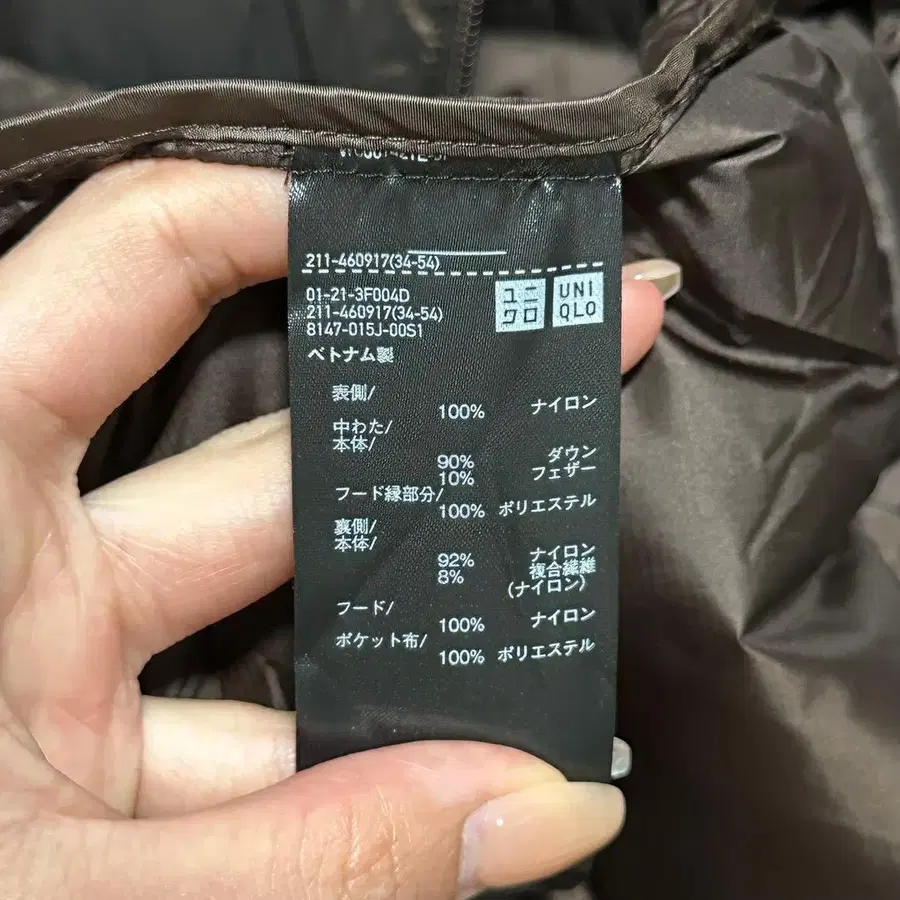 211-460917(34-54)
01-21-3F004D
211-460917(34-54)
8147-015J-00S1
ユニ
クロ
UNI
QLO
ベトナム製
表側/
100% ナイロン
中わた/
本体/
90% ダウン
10% フェザー
フード縁部分/
100% ポリエステル
裏側/
本体/
92% ナイロン
8% 複合繊維
(ナイロン)
フード/
100% ナイロン
ポケット布/
100% ポリエステル